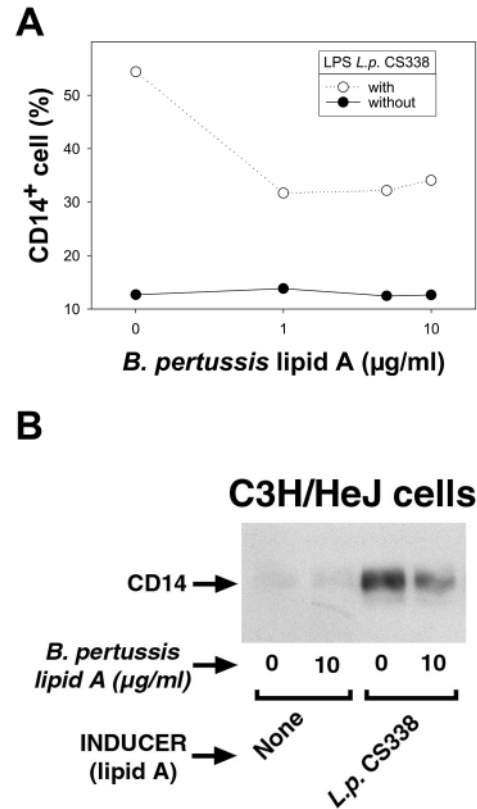 A
LPS L.p. CS338
with
without
CD14+ cell (%)
50
40
30
20
10
0 1 10
B. pertussis lipid A (µg/ml)
B
C3H/HeJ cells
CD14
B. pertussis
lipid A (µg/ml)
0 10 0 10
INDUCER
(lipid A)
None
L.p. CS338